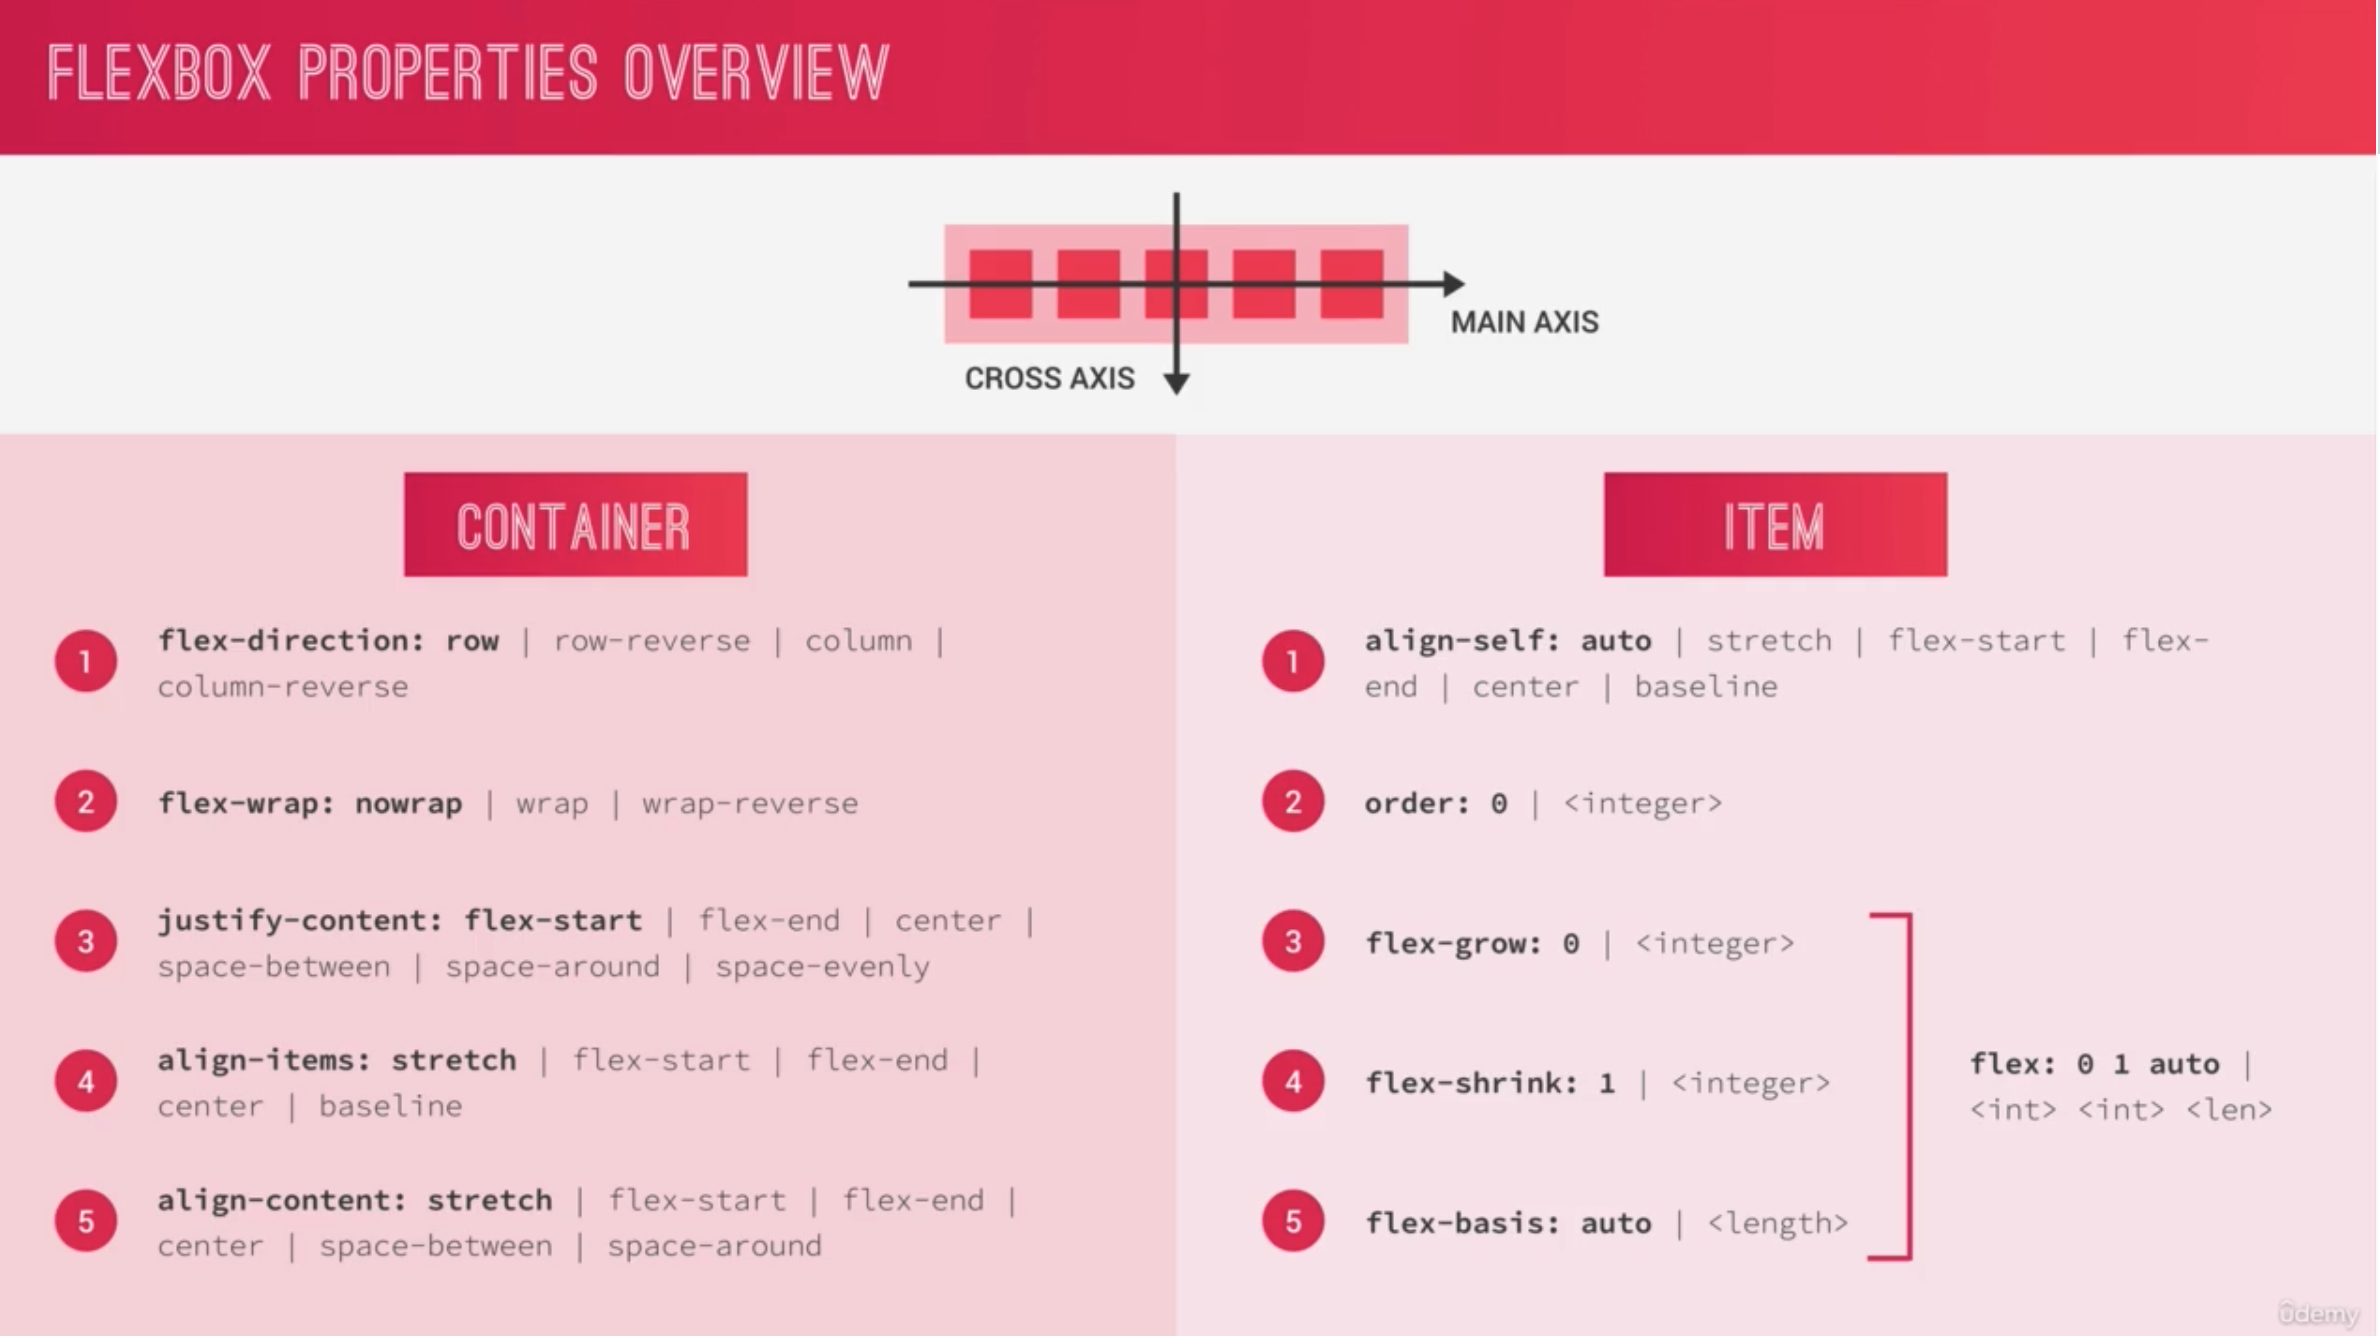 FLEXBOX PROPERTIES OVERVIEW
MAIN AXIS
CROSS AXIS
CONTAINER
1
flex-direction: row | row-reverse | column |
column-reverse
2
flex-wrap: nowrap | wrap | wrap-reverse
3
justify-content: flex-start | flex-end | center |
space-between | space-around | space-evenly
4
align-items: stretch | flex-start | flex-end |
center | baseline
5
align-content: stretch | flex-start | flex-end |
center | space-between | space-around
ITEM
1
align-self: auto | stretch | flex-start | flex-
end | center | baseline
2
order: 0 | <integer>
3
flex-grow: 0 | <integer>
4
flex-shrink: 1 | <integer>
5
flex-basis: auto | <length>
flex: 0 1 auto |
<int> <int> <len>
ûdemy